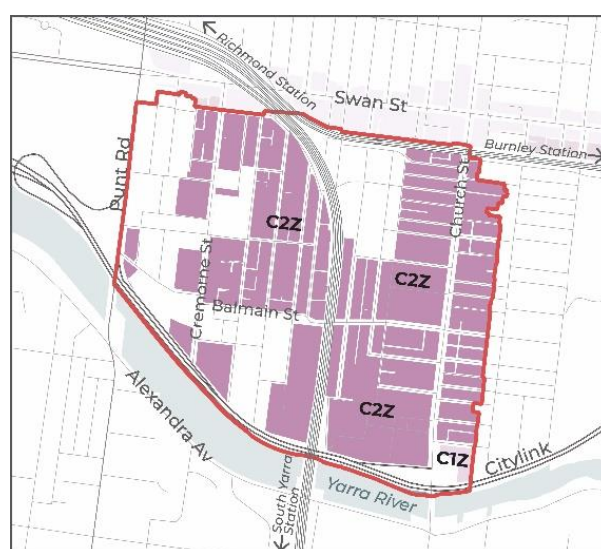 Richmond Station
Swan St
Burnley Station
Punt Rd
Church St
C2Z
C2Z
Cremorne St
Balmain St
C2Z
Alexandra Av
C1Z
Citylink
South Yarra
Station
Yarra River